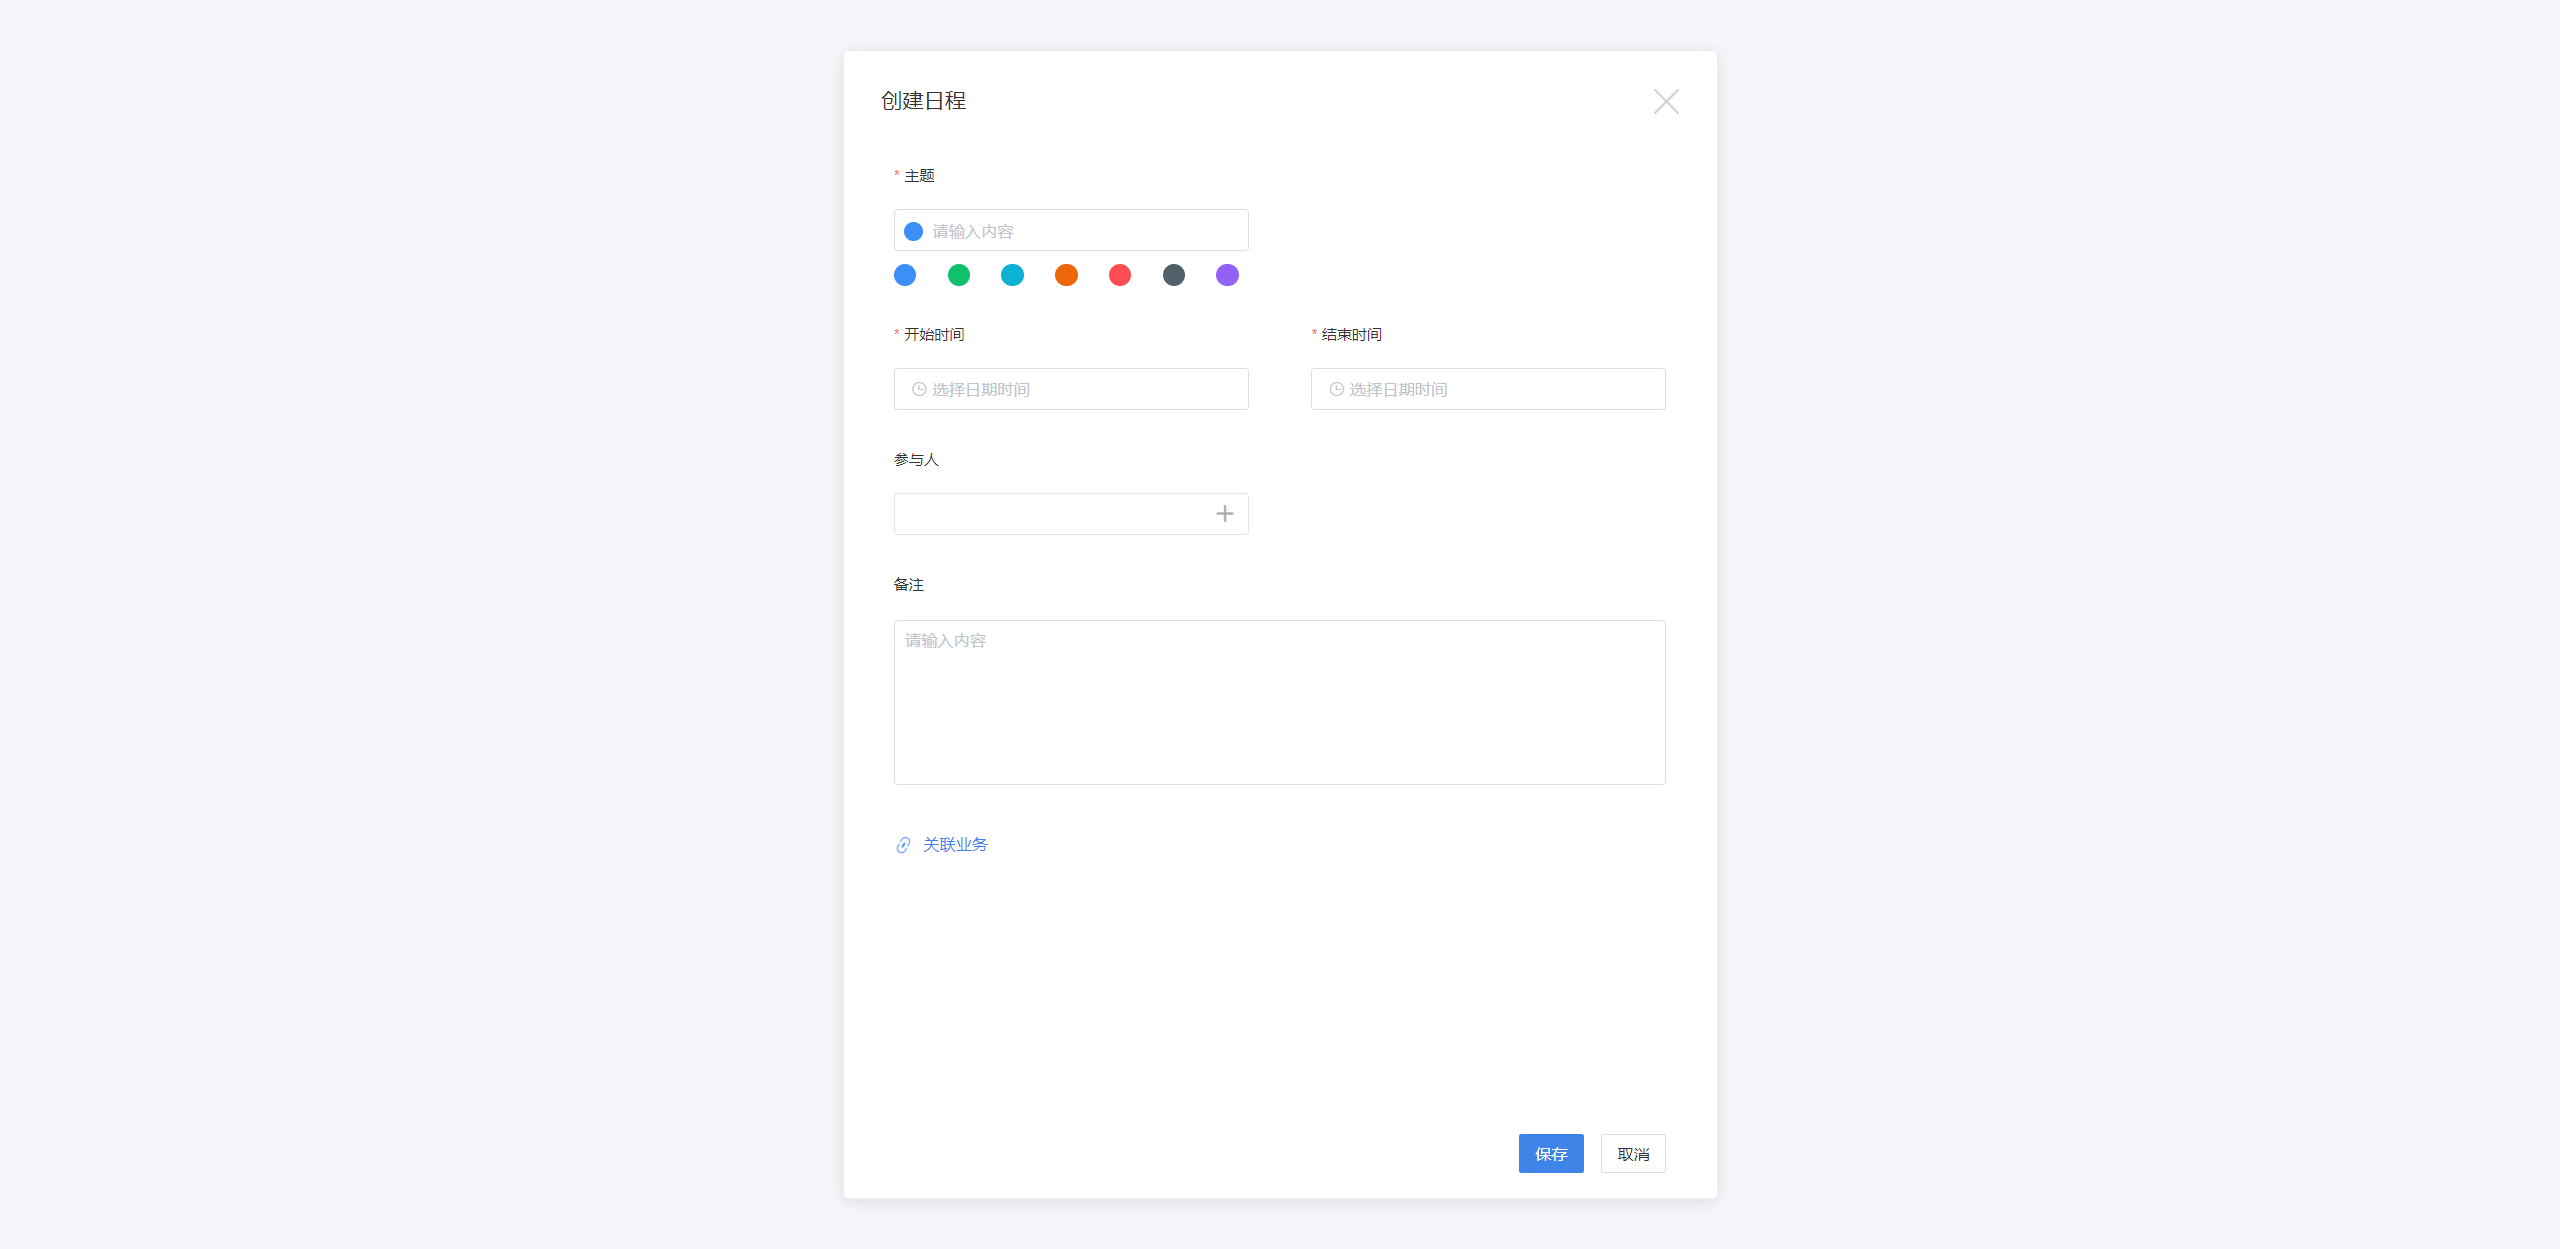 创建日程
* 主题
请输入内容
* 开始时间
* 结束时间
选择日期时间
选择日期时间
参与人
备注
请输入内容
关联业务
保存
取消